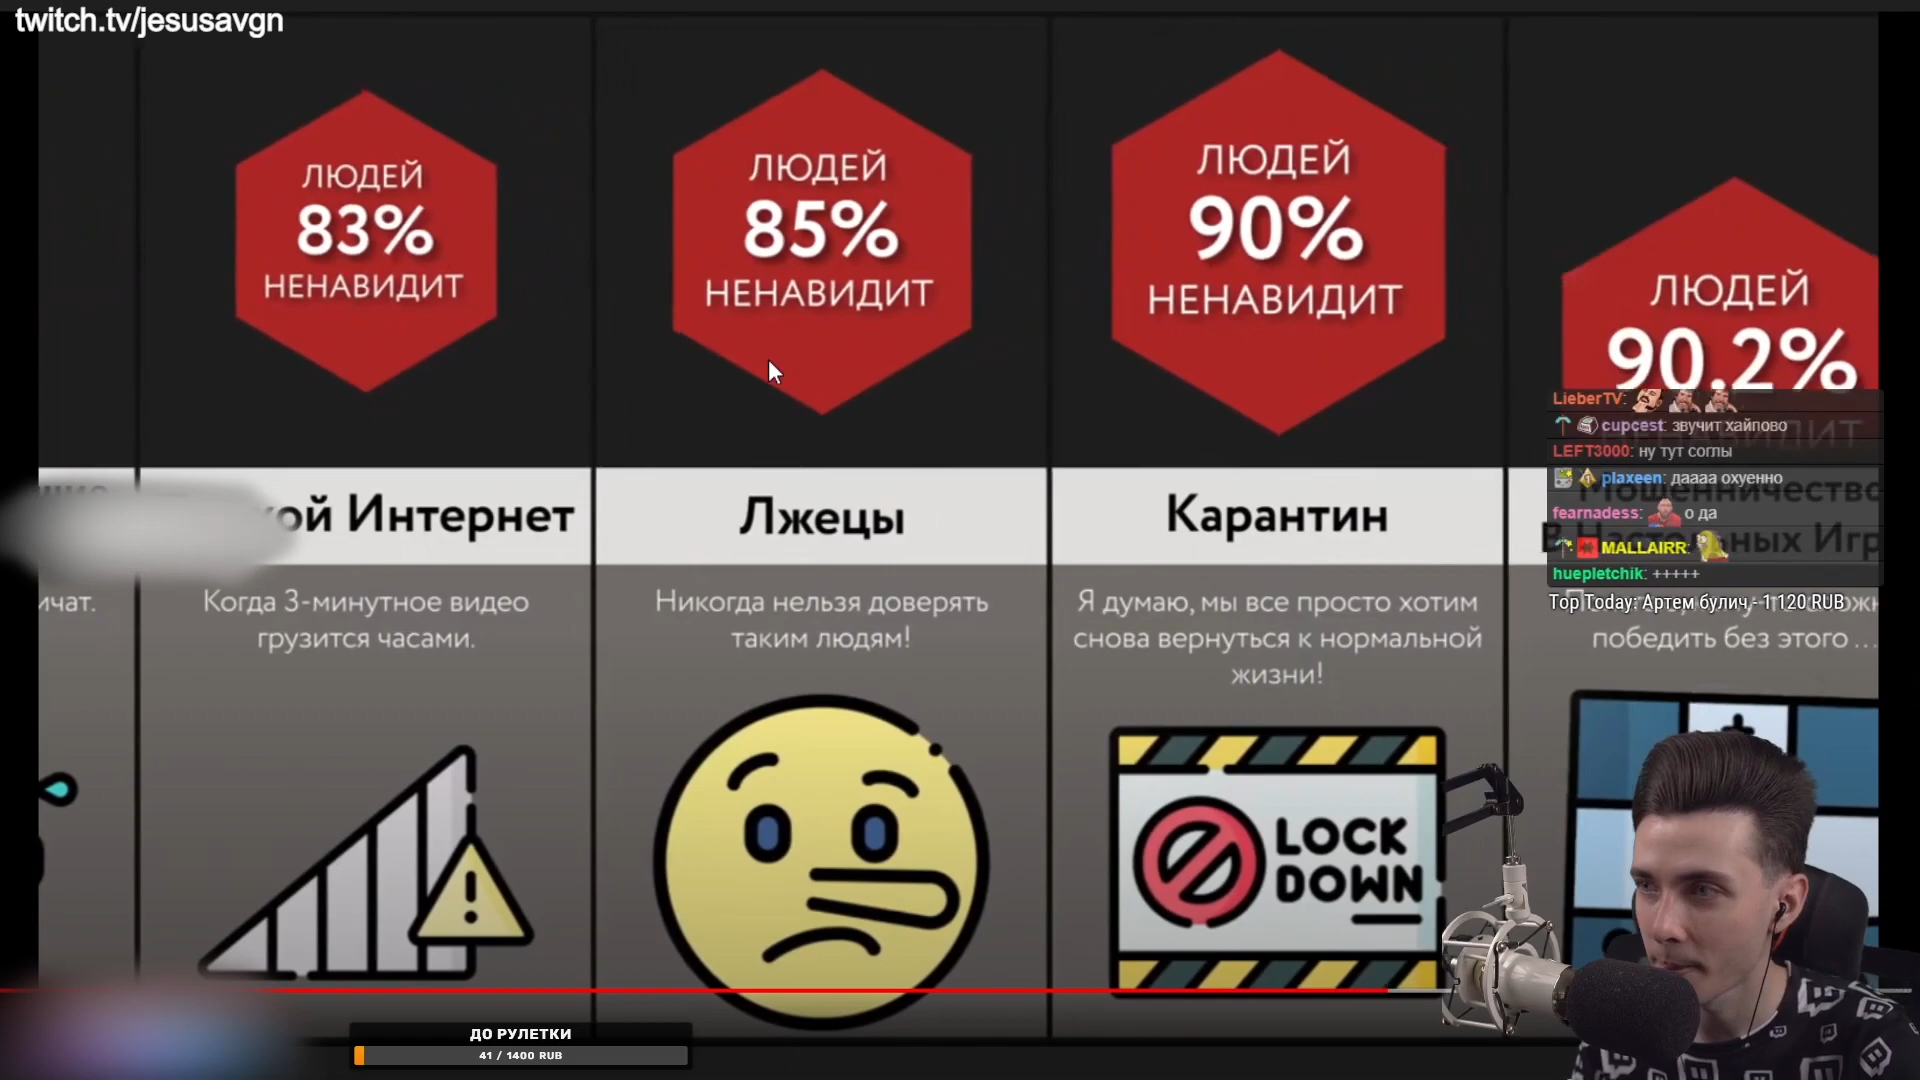 twitch.tv/jesusavgn
ЛЮДЕЙ
83%
НЕНАВИДИТ
ЛЮДЕЙ
85%
НЕНАВИДИТ
ЛЮДЕЙ
90%
НЕНАВИДИТ
ЛЮДЕЙ
90.2%
Интернет
Лжецы
Карантин
Мошенничество
В Настольных
ичат.
Когда 3-минутное видео
грузится часами.
Никогда нельзя доверять
таким людям!
Я думаю, мы все просто хотим
снова вернуться к нормальной
жизни!
победить без этого ...
LOCK
DOWN
LieberTV:
cupcest: звучит хайпово
LEFT3000: ну тут соглы
plaxeen: даааа охуенно
fearnadess: о да
MALLAIRR:
huepletchik: +++++
Top Today: Артем булич - 1 120 RUB
ДО РУЛЕТКИ
41 / 1400 RUB